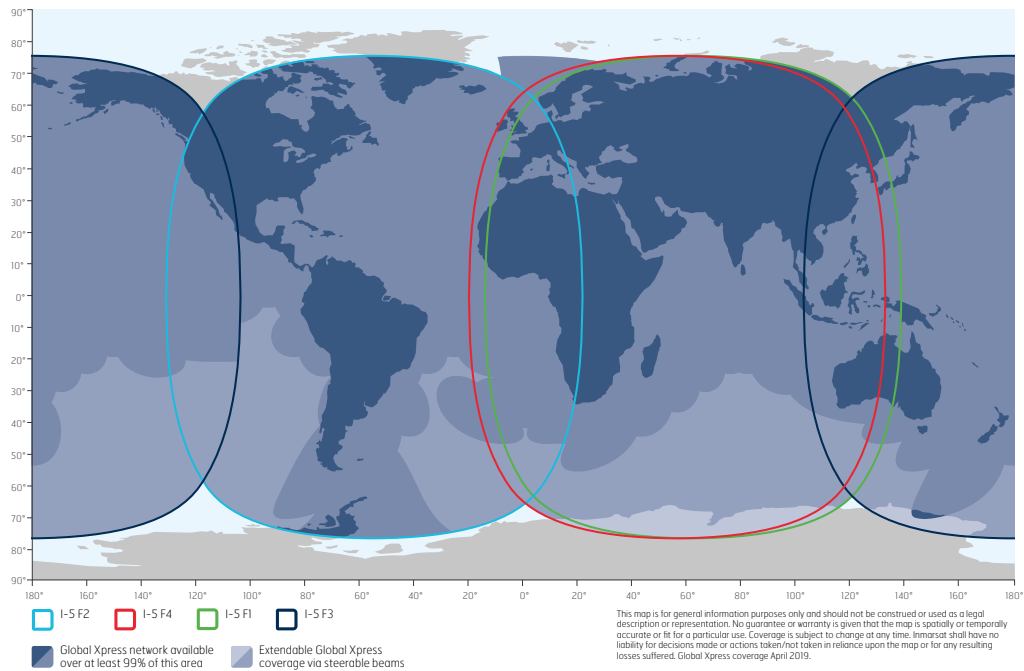 90°
80°
70°
60°
50°
40°
30°
20°
10°
0°
10°
20°
30°
40°
50°
60°
70°
80°
90°
180° 160° 140° 120° 100° 80° 60° 40° 20° 0° 20° 40° 60° 80° 100° 120° 140° 160° 180°
I-5 F2 I-5 F4 I-5 F1 I-5 F3
Global Xpress network available
over at least 99% of this area
Extendable Global Xpress
coverage via steerable beams
This map is for general information purposes only and should not be construed or used as a legal
description or representation. No guarantee or warranty is given that the map is spatially or temporally
accurate or fit for a particular use. Coverage is subject to change at any time. Inmarsat shall have no
liability for decisions made or actions taken/not taken in reliance upon the map or for any resulting
losses suffered. Global Xpress coverage April 2019.